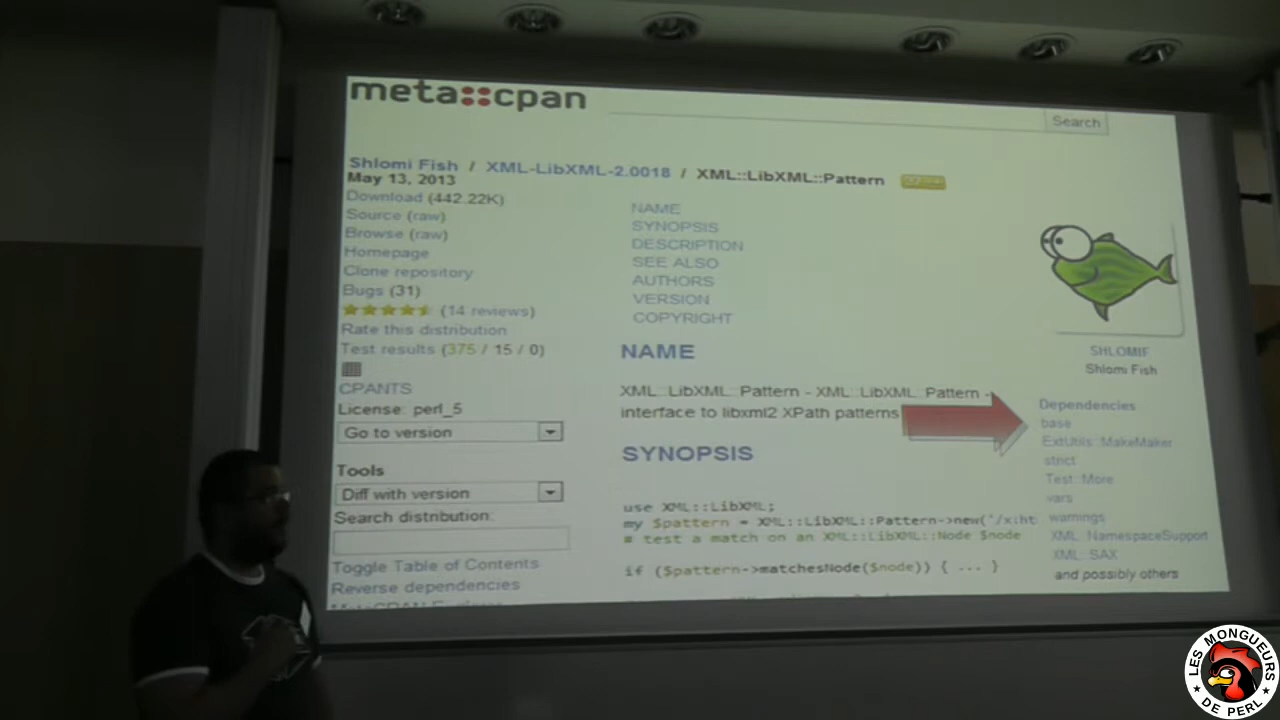 meta::cpan
Search
Shlomi Fish / XML-LibXML-2.0018 / XML::LibXML::Pattern
May 13, 2013
Download (442.22K)
Source (raw)
Browse (raw)
Homepage
Clone repository
Bugs (31)
(14 reviews)
Rate this distribution
Test results (375 / 15 / 0)
CPANTS
License: perl_5
Go to version
Tools
Diff with version
Search distribution:
Toggle Table of Contents
Reverse dependencies
NAME
SYNOPSIS
DESCRIPTION
SEE ALSO
AUTHORS
VERSION
COPYRIGHT
NAME
XML::LibXML::Pattern - XML::LibXML::Pattern -
interface to libxml2 XPath patterns
SYNOPSIS
use XML::LibXML;
my $pattern = XML::LibXML::Pattern->new('/x:ht
# test a match on an XML::LibXML::Node $node
if ($pattern->matchesNode($node)) { ... }
SHLOMIF
Shlomi Fish
Dependencies
base
ExtUtils::MakeMaker
strict
Test::More
vars
warnings
XML::NamespaceSupport
XML::SAX
and possibly others
LES MONGUEURS
DE PERL